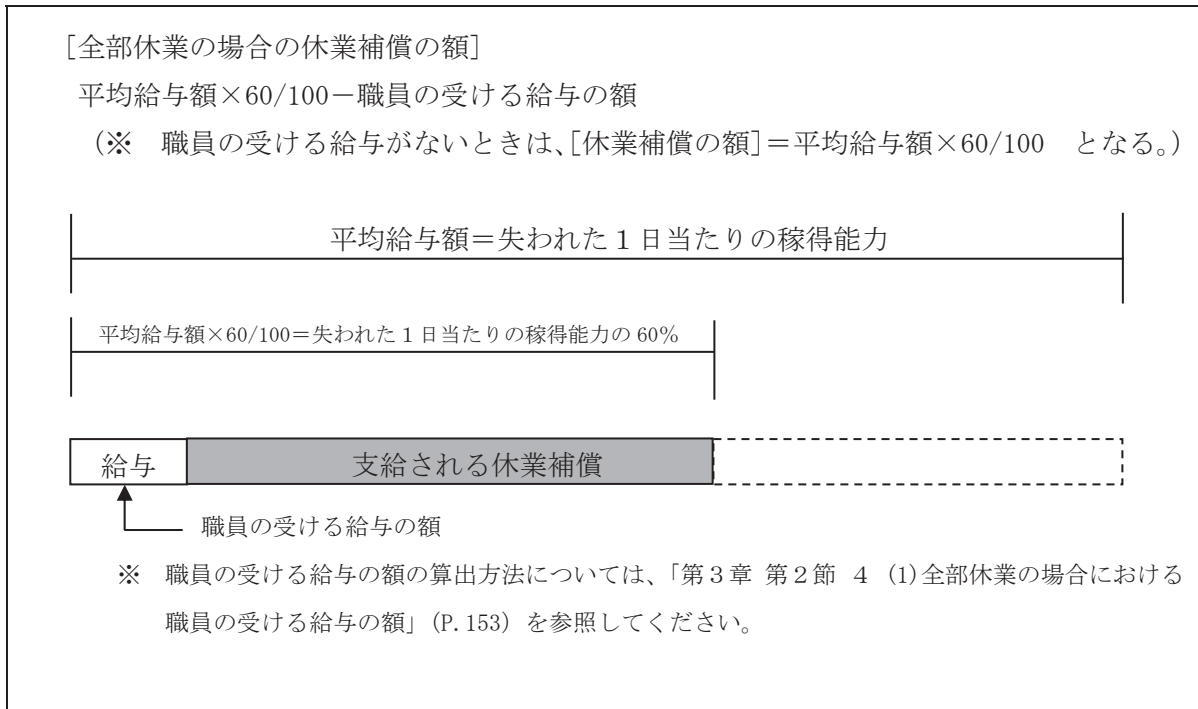 [全部休業の場合の休業補償の額]
平均給与額×60/100－職員の受ける給与の額
(※　職員の受ける給与がないときは、[休業補償の額]＝平均給与額×60/100　となる。)
平均給与額＝失われた１日当たりの稼得能力
平均給与額×60/100＝失われた１日当たりの稼得能力の 60％
給与
支給される休業補償
職員の受ける給与の額
※　職員の受ける給与の額の算出方法については、「第３章 第２節 ４ (1)全部休業の場合における
職員の受ける給与の額」(P.153) を参照してください。